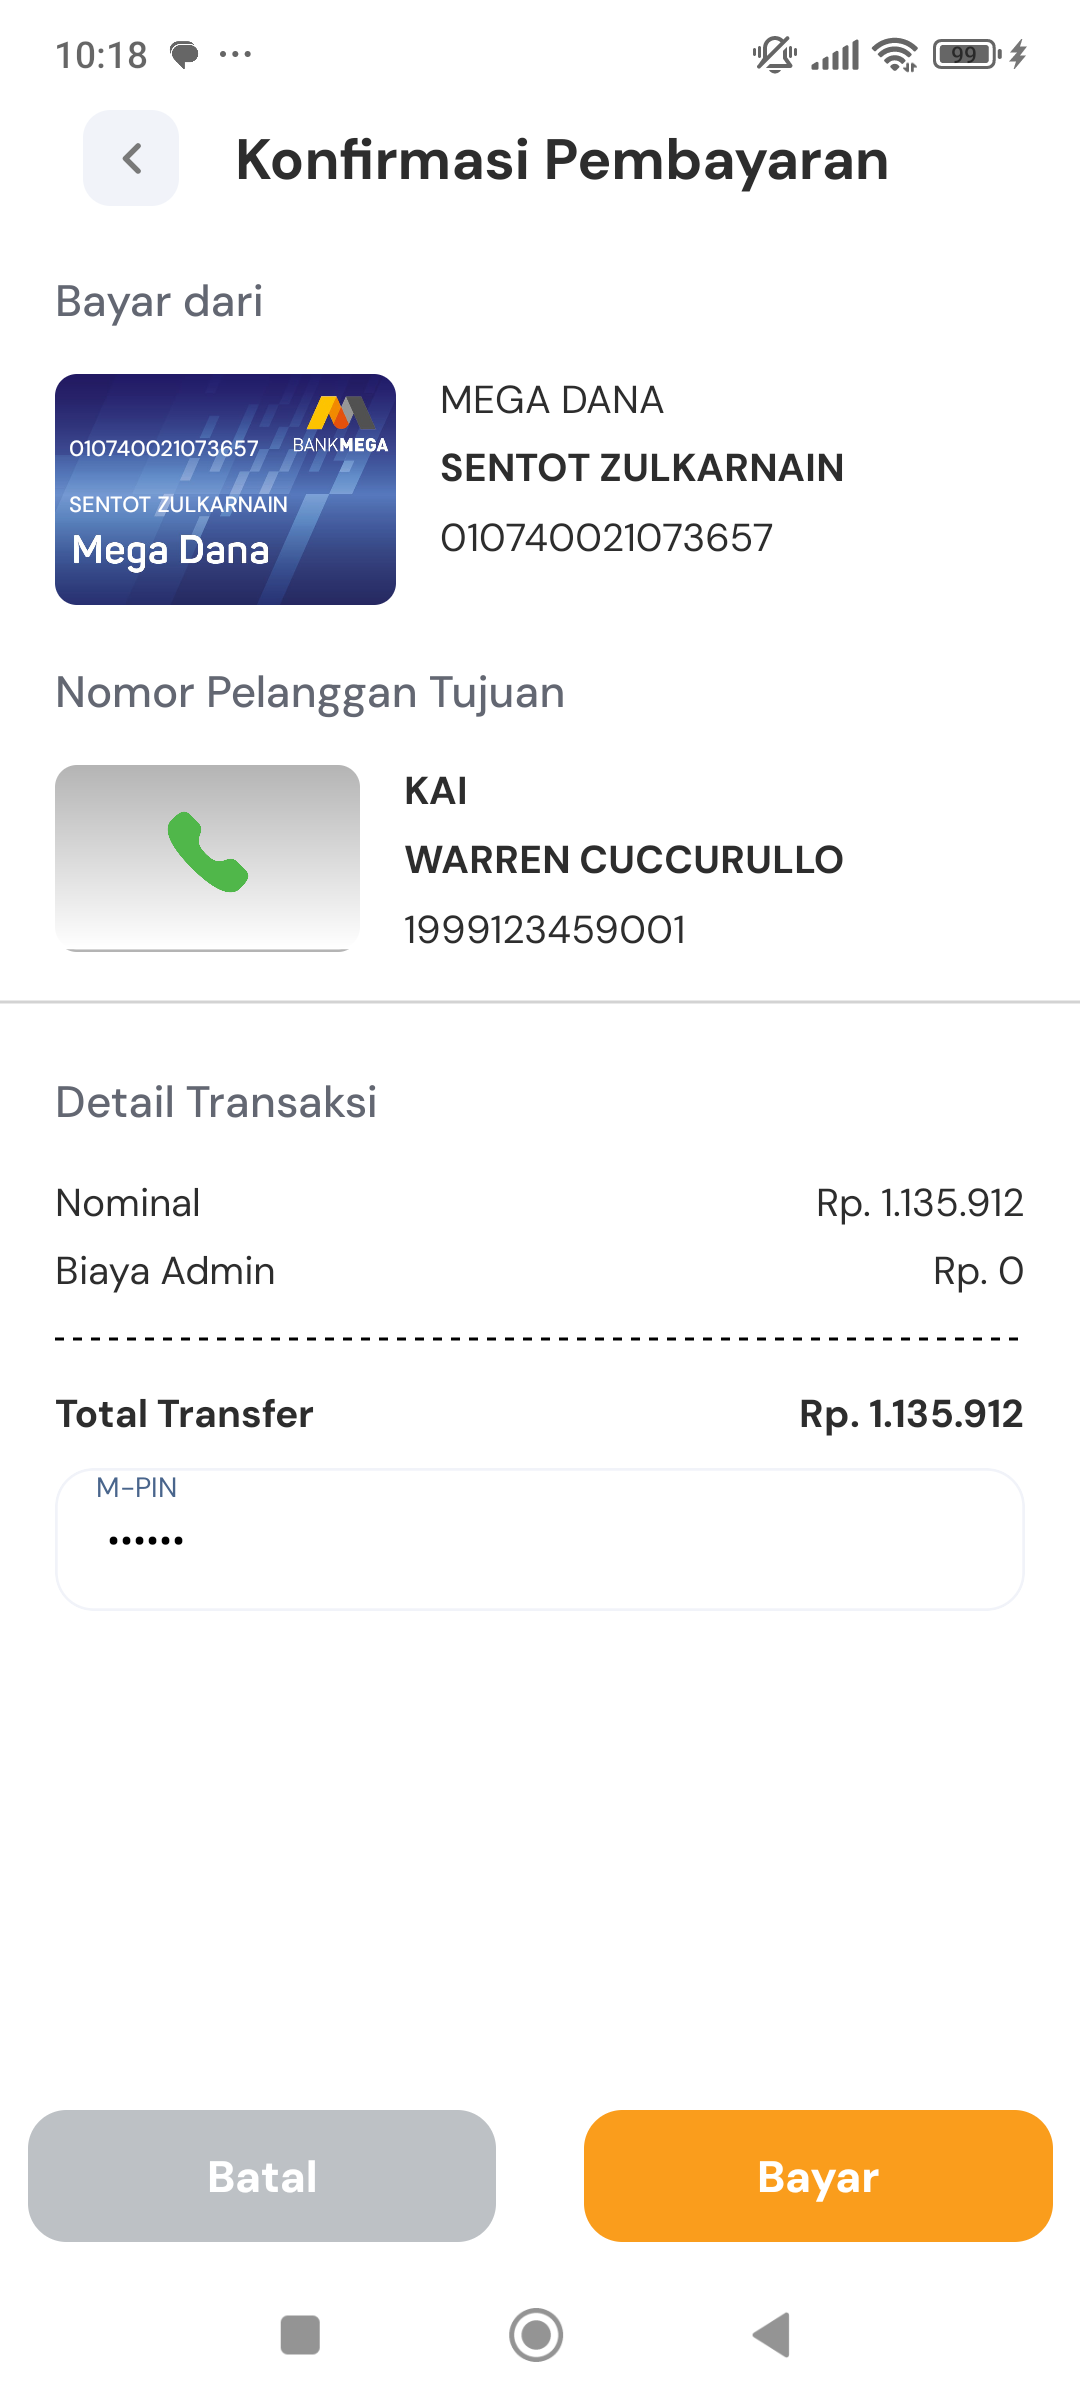 10:18
99
Konfirmasi Pembayaran
Bayar dari
010740021073657
BANKMEGA
SENTOT ZULKARNAIN
Mega Dana
MEGA DANA
SENTOT ZULKARNAIN
010740021073657
Nomor Pelanggan Tujuan
KAI
WARREN CUCCURULLO
1999123459001
Detail Transaksi
Nominal Rp. 1.135.912
Biaya Admin Rp. 0
Total Transfer Rp. 1.135.912
M-PIN
••••••
Batal
Bayar